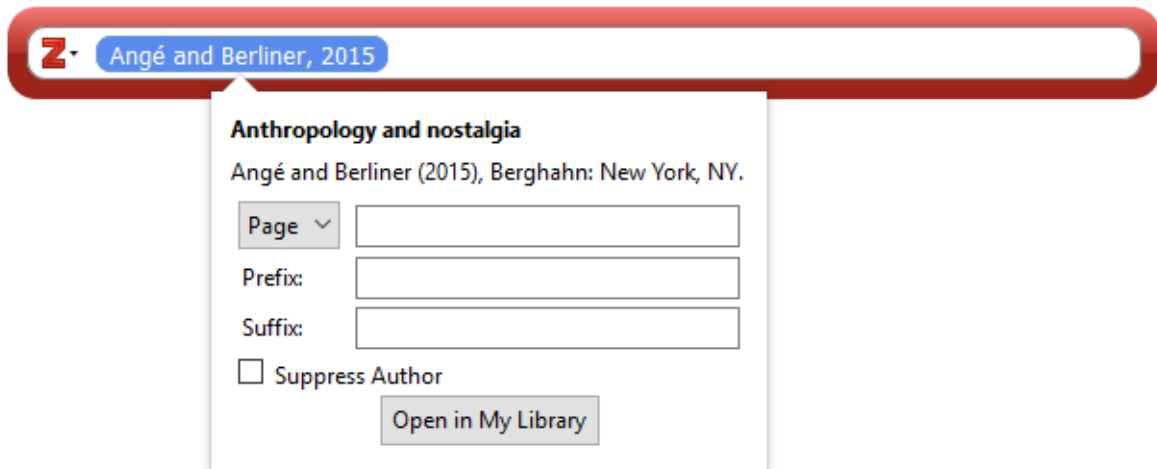 Z Angé and Berliner, 2015
Anthropology and nostalgia
Angé and Berliner (2015), Berghahn: New York, NY.
Page
Prefix:
Suffix:
Suppress Author
Open in My Library